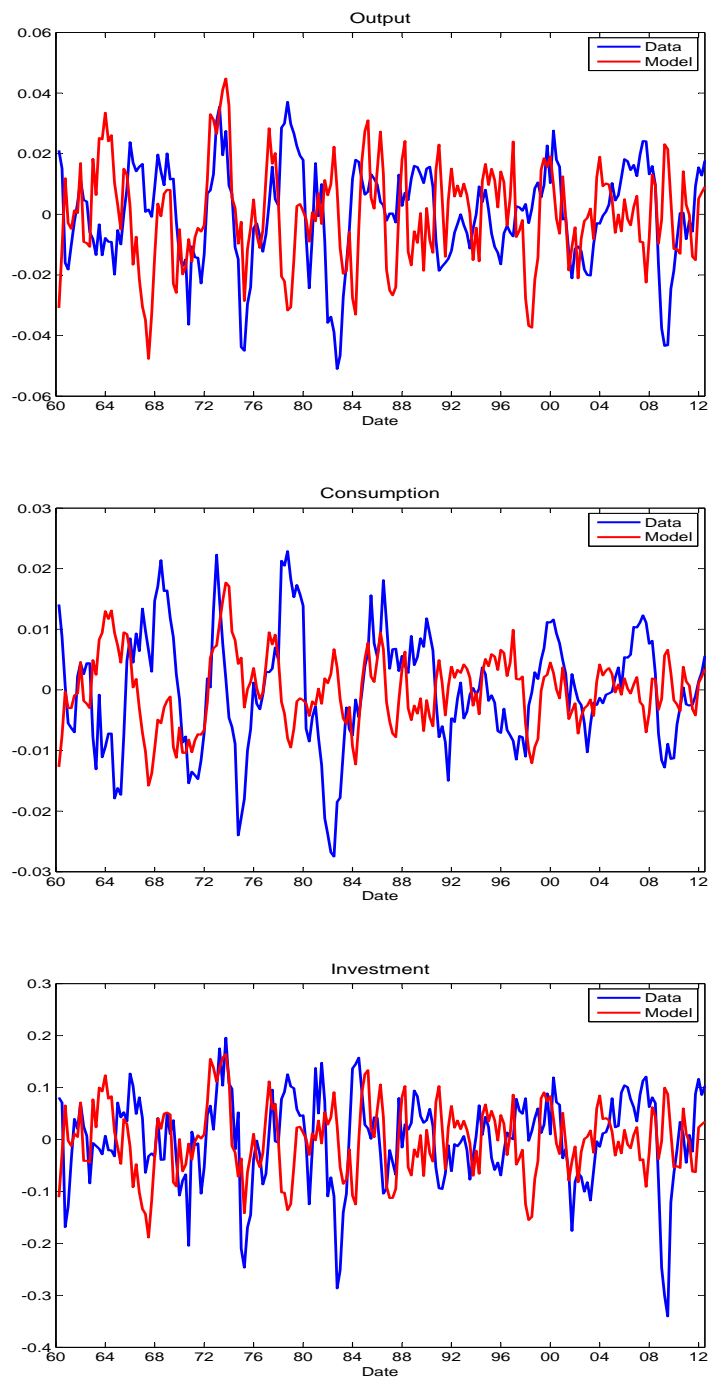 Output
0.06
0.04
0.02
0
-0.02
-0.04
-0.06
60 64 68 72 76 80 84 88 92 96 00 04 08 12
Date
Data
Model
Consumption
0.03
0.02
0.01
0
-0.01
-0.02
-0.03
60 64 68 72 76 80 84 88 92 96 00 04 08 12
Date
Data
Model
Investment
0.3
0.2
0.1
0
-0.1
-0.2
-0.3
-0.4
60 64 68 72 76 80 84 88 92 96 00 04 08 12
Date
Data
Model